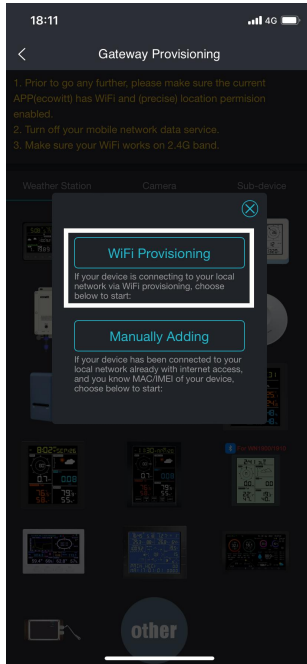 18:11
4G
Gateway Provisioning
1. Prior to go any further, please make sure the current
APP(ecowitt) has WiFi and (precise) location permision
enabled.
2. Turn off your mobile network data service.
3. Make sure your WiFi works on 2.4G band.
Weather Station Camera Sub-device
WiFi Provisioning
If your device is connecting to your local
network via WiFi provisioning, choose
below to start:
Manually Adding
If your device has been connected to your
local network already with internet access,
and you know MAC/IMEI of your device,
choose below to start:
other